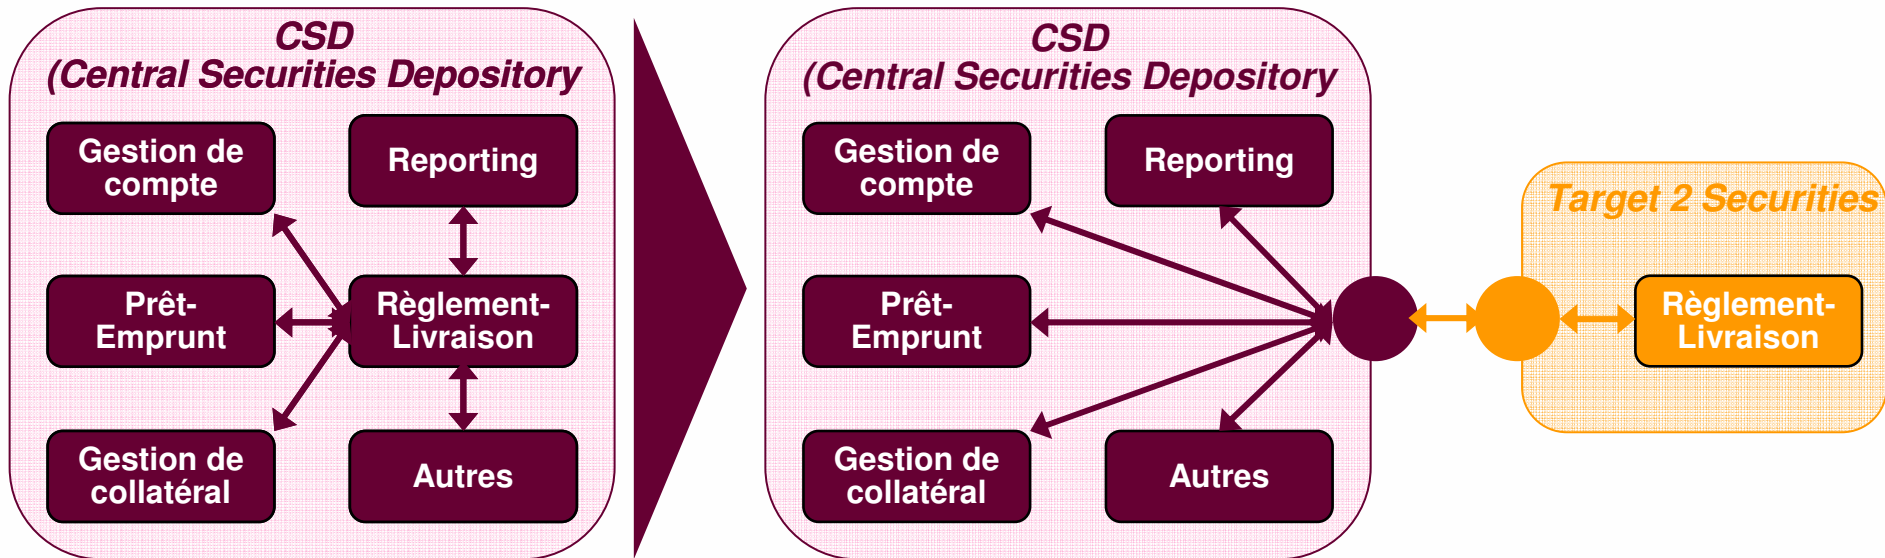 CSD
(Central Securities Depository
Gestion de
compte
Reporting
Prêt-
Emprunt
Règlement-
Livraison
Gestion de
collatéral
Autres
CSD
(Central Securities Depository
Gestion de
compte
Reporting
Prêt-
Emprunt
Gestion de
collatéral
Autres
Target 2 Securities
Règlement-
Livraison